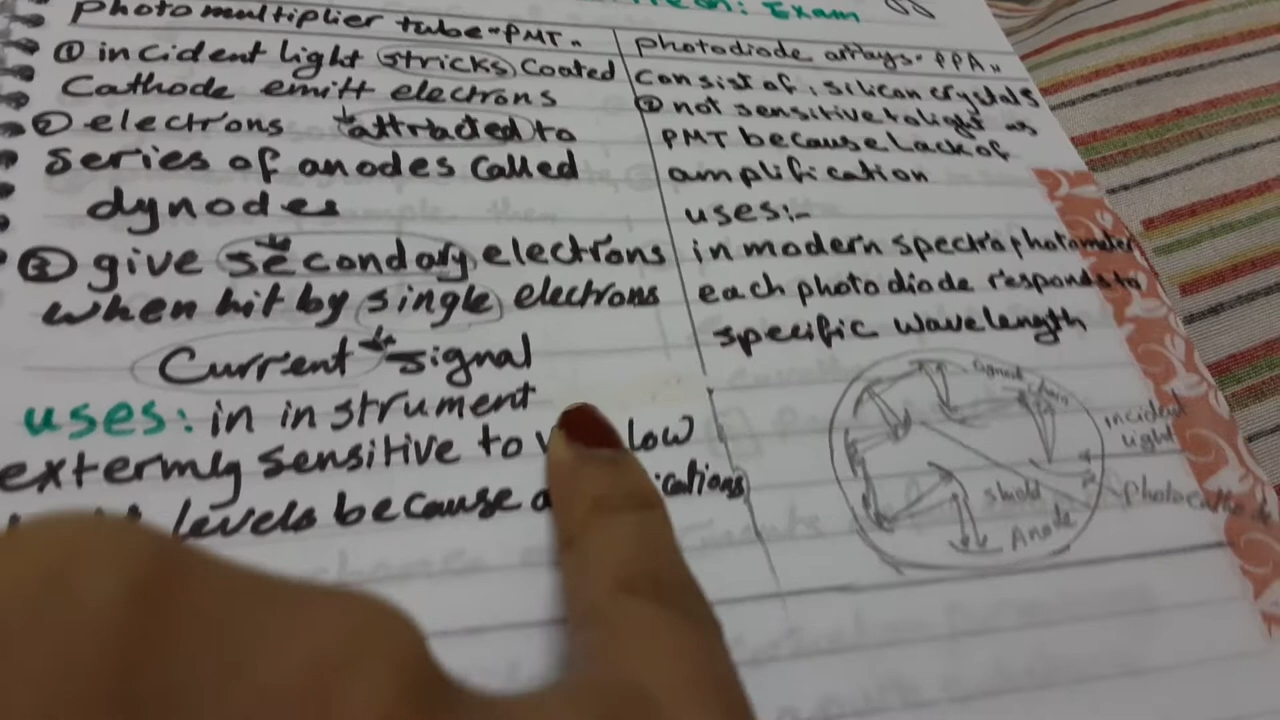 : Exam
photomultiplier tube "PMT"
① incident light stricks coated
Cathode emitt electrons
② electrons attracted to
series of anodes called
dynodes
③ give secondary electrons
when hit by single electrons
Current signal
uses: in instrument
extermly sensitive to low
levels because
photodiode arrays "PPA"
consist of, silicon crystals
② not sensitive to light as
PMT because Lack of
amplification
uses:-
in modern spectrophotometer
each photodiode responds to
specific wavelength
incident
light
photocathode
shield
Anode